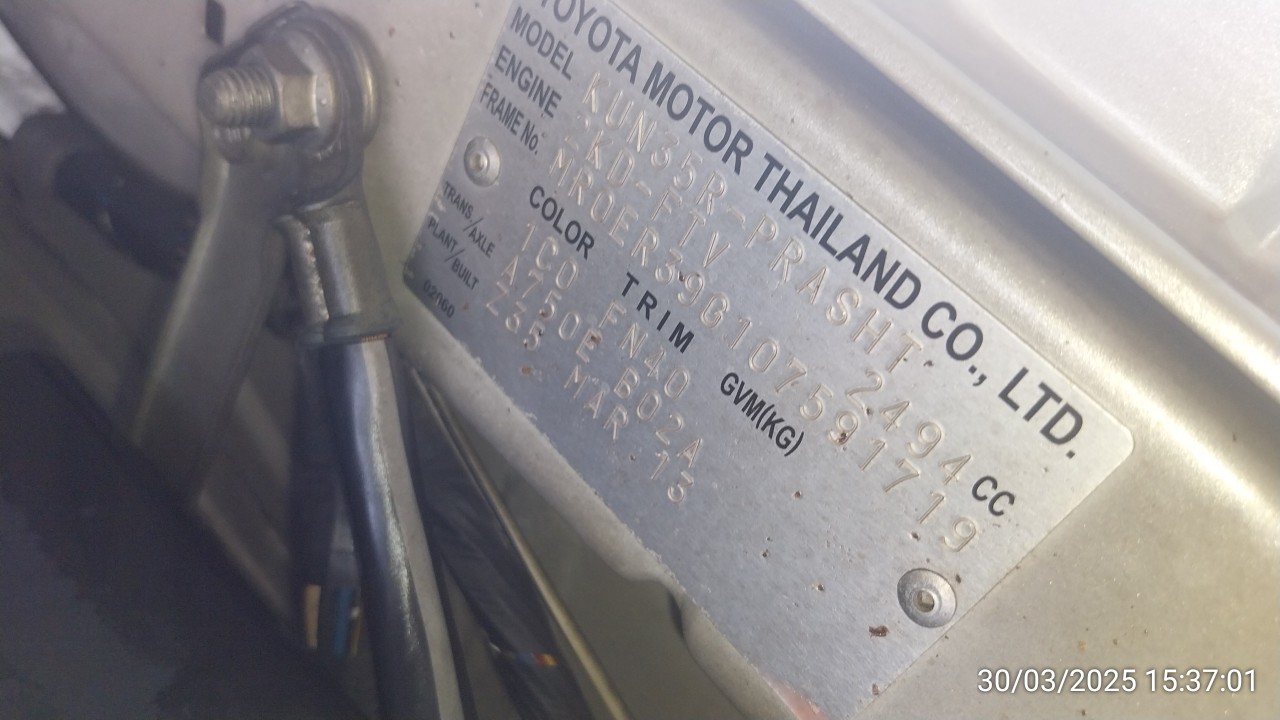 TOYOTA MOTOR THAILAND CO., LTD.
MODEL KUN35R-PRASHT
ENGINE 2KD-FTV 2494 CC
FRAME No. MR0ER39G107591719
COLOR TRIM GVM(KG)
1C0 FN40
TRANS/AXLE A750E B02A
PLANT/BUILT Z35 MAR 13
02060
30/03/2025 15:37:01